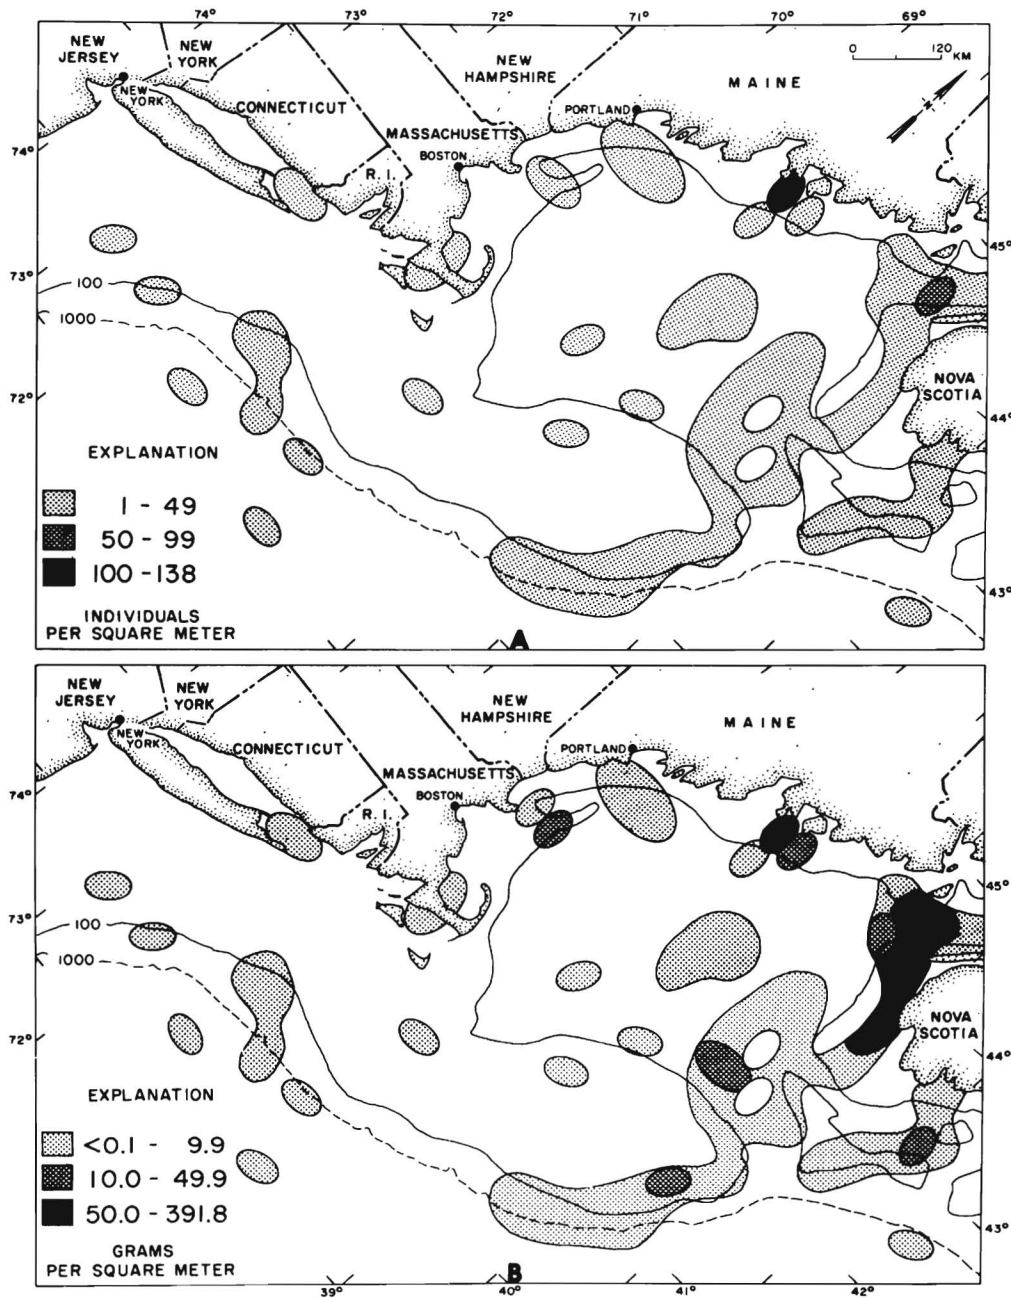 74° 73° 72° 71° 70° 69°
NEW JERSEY
NEW YORK
NEW YORK
CONNECTICUT
R. I.
MASSACHUSETTS
BOSTON
NEW HAMPSHIRE
PORTLAND
MAINE
0 120 KM
74°
73°
72°
100
1000
45°
44°
43°
NOVA SCOTIA
EXPLANATION
1 - 49
50 - 99
100 - 138
INDIVIDUALS
PER SQUARE METER
A
NEW JERSEY
NEW YORK
NEW YORK
CONNECTICUT
R. I.
MASSACHUSETTS
BOSTON
NEW HAMPSHIRE
PORTLAND
MAINE
74°
73°
72°
100
1000
45°
44°
43°
NOVA SCOTIA
EXPLANATION
<0.1 - 9.9
10.0 - 49.9
50.0 - 391.8
GRAMS
PER SQUARE METER
B
39° 40° 41° 42°